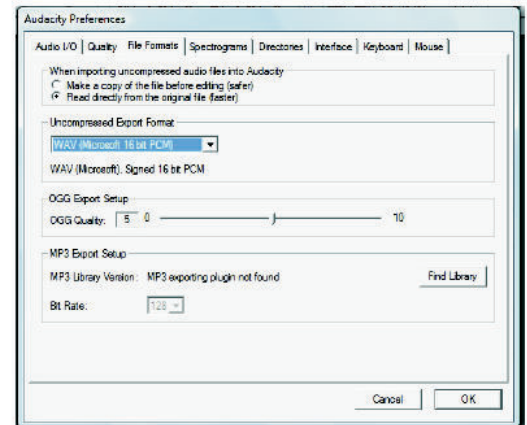 Audacity Preferences
Audio I/O Quality File Formats Spectrograms Directories Interface Keyboard Mouse
When importing uncompressed audio files into Audacity
Make a copy of the file before editing (safer)
Read directly from the original file (faster)
Uncompressed Export Format
WAV (Microsoft 16 bit PCM)
WAV (Microsoft), Signed 16 bit PCM
OGG Export Setup
OGG Quality: 5 0 10
MP3 Export Setup
MP3 Library Version: MP3 exporting plugin not found Find Library
Bit Rate: 128
Cancel OK